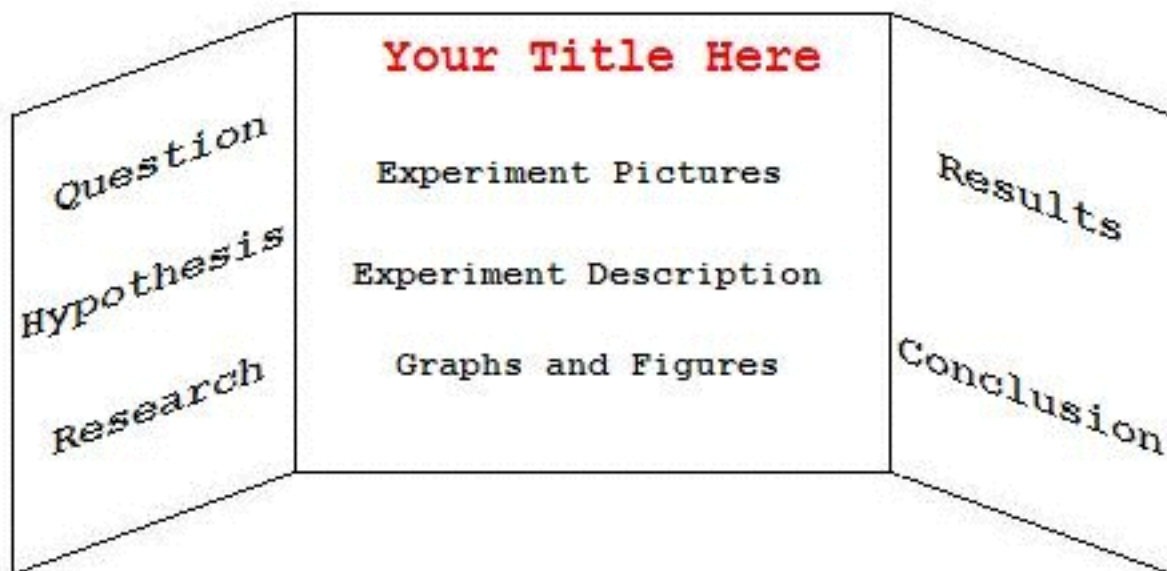 Question
Hypothesis
Research
Your Title Here
Experiment Pictures
Experiment Description
Graphs and Figures
Results
Conclusion